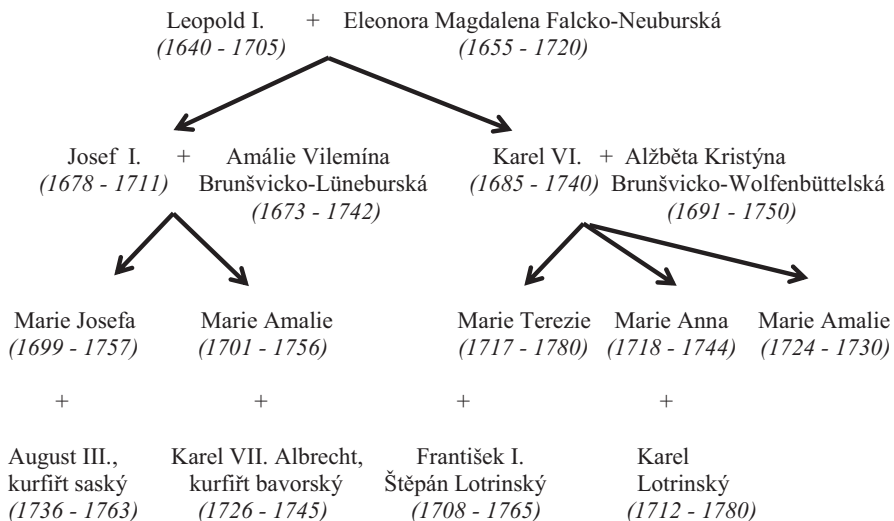 Leopold I. + Eleonora Magdalena Falcko-Neuburská
(1640 - 1705) (1655 - 1720)
Josef I. + Amálie Vilemína Karel VI. + Alžběta Kristýna
(1678 - 1711) Brunšvicko-Lüneburská (1685 - 1740) Brunšvicko-Wolfenbüttelská
(1673 - 1742) (1691 - 1750)
Marie Josefa Marie Amalie Marie Terezie Marie Anna Marie Amalie
(1699 - 1757) (1701 - 1756) (1717 - 1780) (1718 - 1744) (1724 - 1730)
+ + + +
August III., Karel VII. Albrecht, František I. Karel
kurfiřt saský kurfiřt bavorský Štěpán Lotrinský Lotrinský
(1736 - 1763) (1726 - 1745) (1708 - 1765) (1712 - 1780)